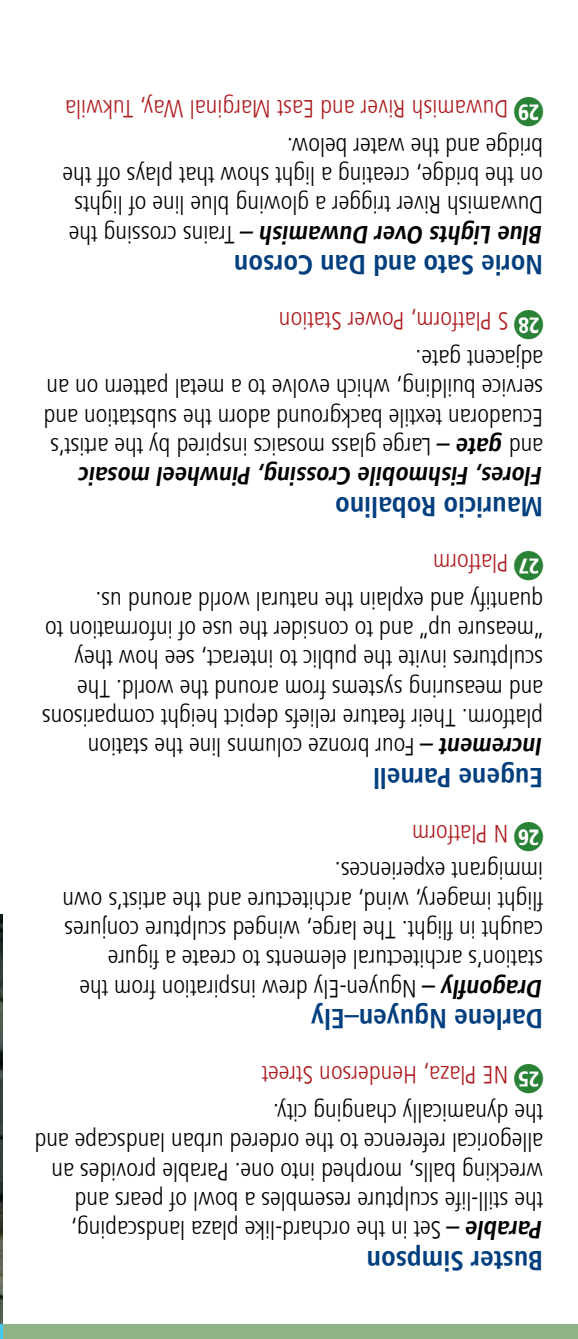 Buster Simpson
Parable – Set in the orchard-like plaza landscaping,
the still-life sculpture resembles a bowl of pears and
wrecking balls, morphed into one. Parable provides an
allegorical reference to the ordered urban landscape and
the dynamically changing city.
25 NE Plaza, Henderson Street
Darlene Nguyen–Ely
Dragonfly – Nguyen-Ely drew inspiration from the
station's architectural elements to create a figure
caught in flight. The large, winged sculpture conjures
flight imagery, wind, architecture and the artist's own
immigrant experiences.
26 N Platform
Eugene Parnell
Increment – Four bronze columns line the station
platform. Their feature reliefs depict height comparisons
and measuring systems from around the world. The
sculptures invite the public to interact, see how they
"measure up" and to consider the use of information to
quantify and explain the natural world around us.
27 Platform
Mauricio Robalino
Flores, Fishmobile Crossing, Pinwheel mosaic
and gate – Large glass mosaics inspired by the artist's
Ecuadoran textile background adorn the substation and
service building, which evolve to a metal pattern on an
adjacent gate.
28 S Platform, Power Station
Norie Sato and Dan Corson
Blue Lights Over Duwamish – Trains crossing the
Duwamish River trigger a glowing blue line of lights
on the bridge, creating a light show that plays off the
bridge and the water below.
29 Duwamish River and East Marginal Way, Tukwila